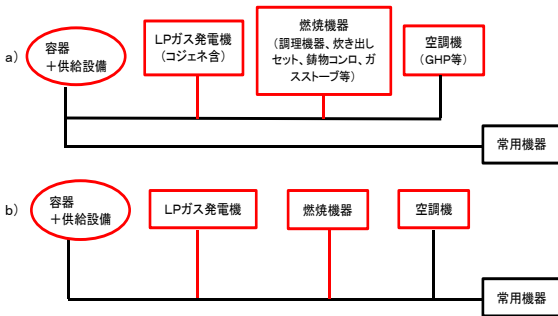 a)
容器
+供給設備
LPガス発電機
(コジェネ含)
燃焼機器
(調理機器、炊き出し
セット、鋳物コンロ、ガ
スストーブ等)
空調機
(GHP等)
常用機器
b)
容器
+供給設備
LPガス発電機
燃焼機器
空調機
常用機器